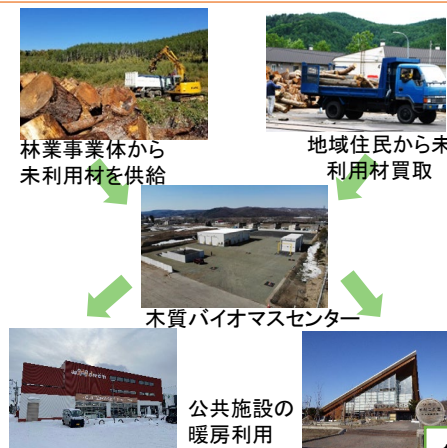 林業事業体から
未利用材を供給
地域住民から未
利用材買取
木質バイオマスセンター
公共施設の
暖房利用